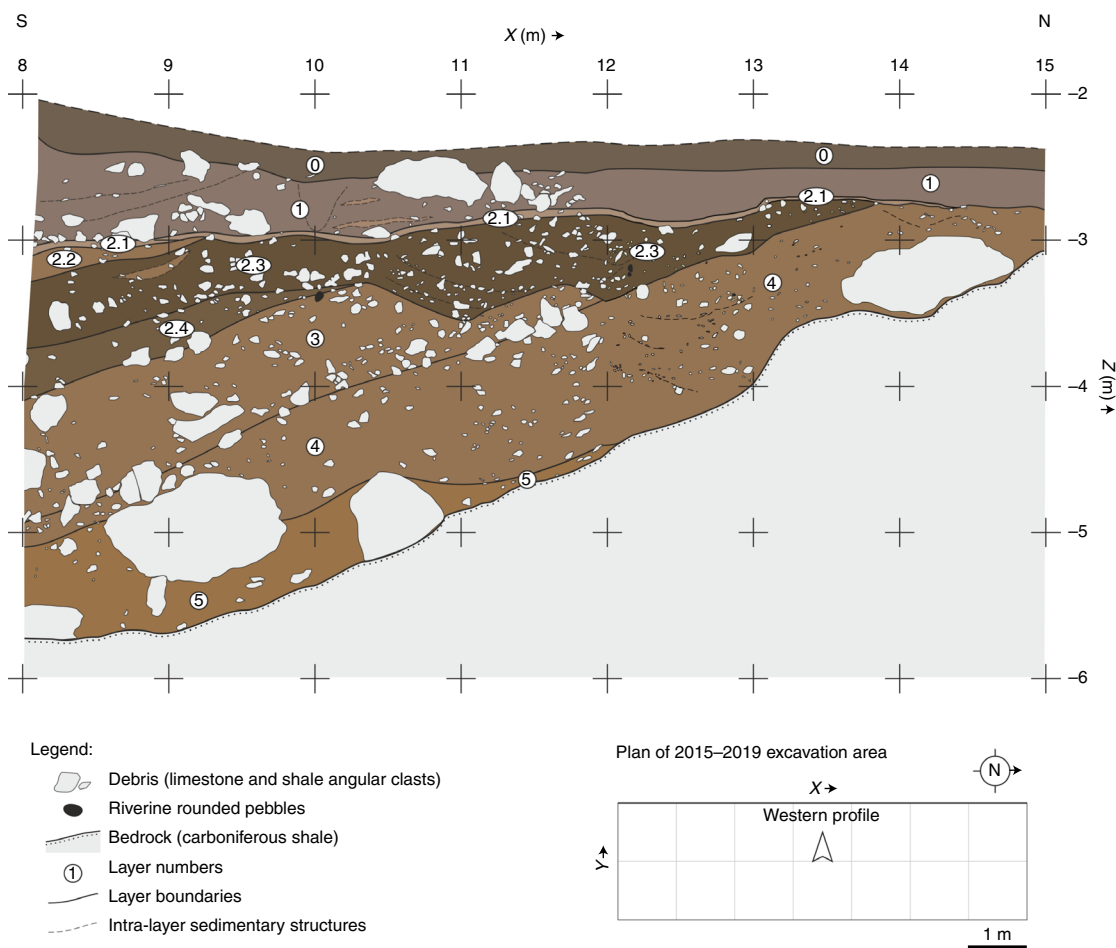 S N
X (m) →
8 9 10 11 12 13 14 15
–2
0 0
1
1
2.1
2.1
–3
2.1
2.2 2.3 2.3
4
2.4
3
–4
Z (m) →
4
5
–5
5
–6
Legend:
Debris (limestone and shale angular clasts)
Riverine rounded pebbles
Bedrock (carboniferous shale)
1 Layer numbers
Layer boundaries
Intra-layer sedimentary structures
Plan of 2015–2019 excavation area
N
X →
Western profile
Y →
1 m